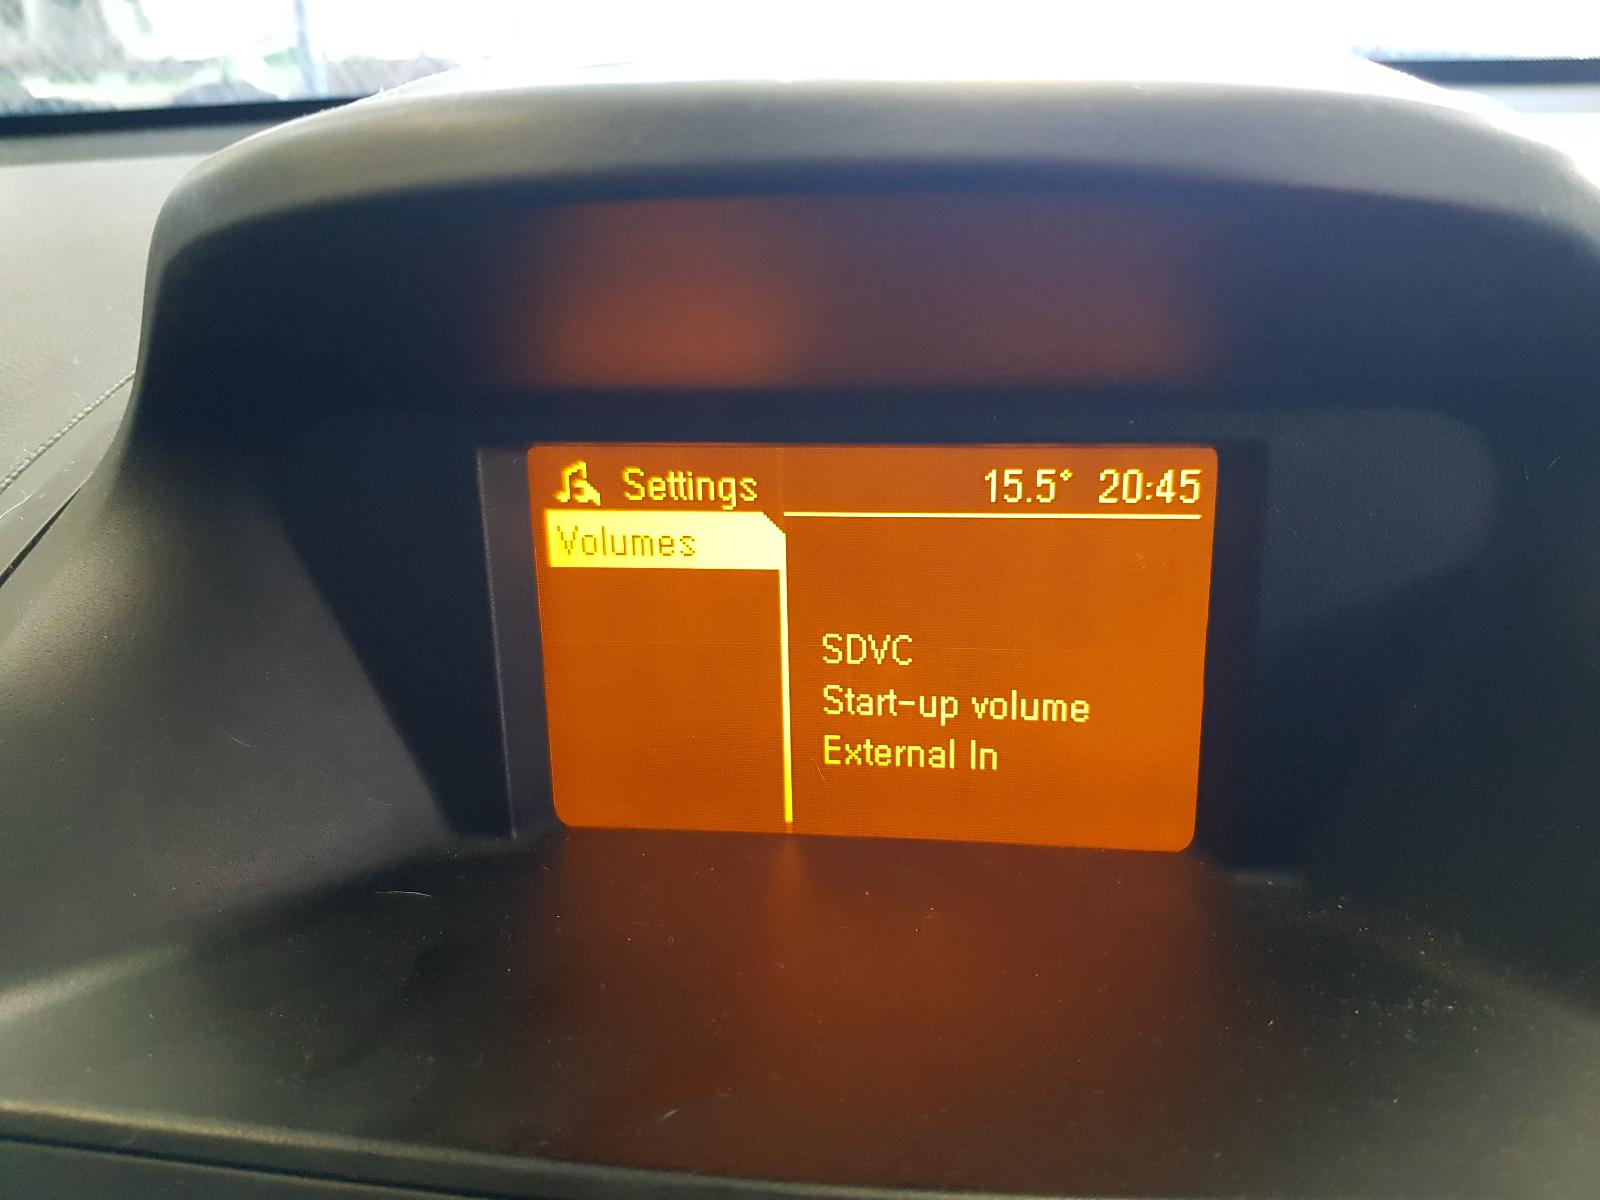 Settings 15.5° 20:45
Volumes
SDVC
Start-up volume
External In